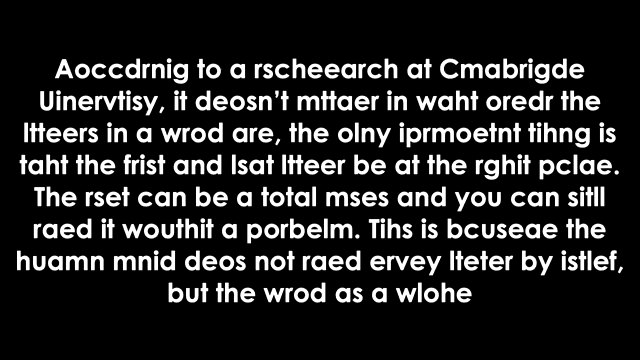 Aoccdrnig to a rscheearch at Cmabrigde
Uinervtisy, it deosn’t mttaer in waht oredr the
ltteers in a wrod are, the olny iprmoetnt tihng is
taht the frist and lsat ltteer be at the rghit pclae.
The rset can be a total mses and you can sitll
raed it wouthit a porbelm. Tihs is bcuseae the
huamn mnid deos not raed ervey lteter by istlef,
but the wrod as a wlohe